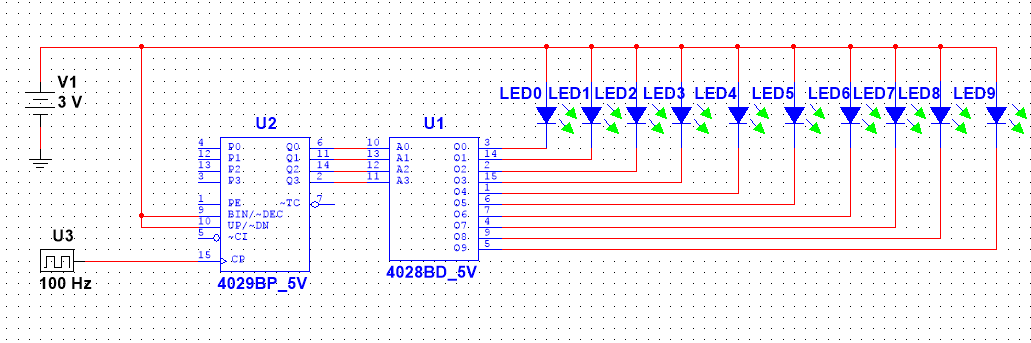 V1
3 V
LED0 LED1 LED2 LED3 LED4 LED5 LED6 LED7 LED8 LED9
U2 U1
4 P0 Q0 6 10 A0 O0 3
12 P1 Q1 11 13 A1 O1 14
13 P2 Q2 14 12 A2 O2 2
3 P3 Q3 2 11 A3 O3 15
O4 1
1 PE ~TC 7 O5 6
9 BIN/~DEC O6 7
10 UP/~DN O7 4
5 ~CI O8 9
O9 5
U3
15 CP
100 Hz
4029BP_5V
4028BD_5V